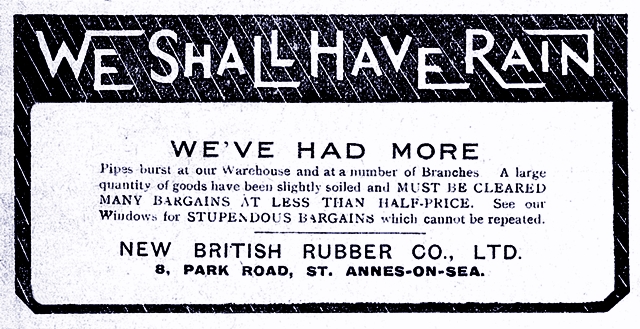 WE SHALL HAVE RAIN
WE'VE HAD MORE
Pipes burst at our Warehouse and at a number of Branches A large
quantity of goods have been slightly soiled and MUST BE CLEARED
MANY BARGAINS AT LESS THAN HALF-PRICE. See our
Windows for STUPENDOUS BARGAINS which cannot be repeated.
NEW BRITISH RUBBER CO., LTD.
8, PARK ROAD, ST. ANNES-ON-SEA.